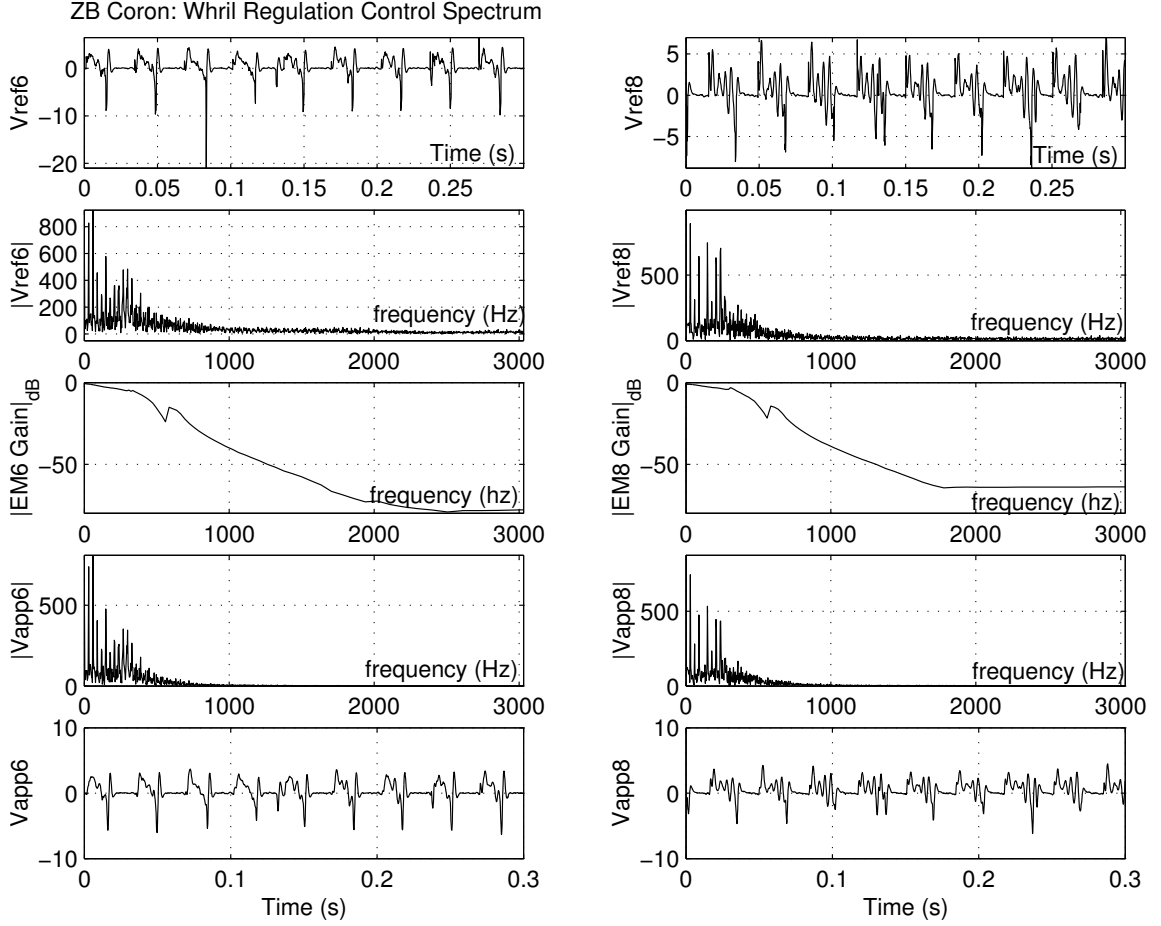 ZB Coron: Whril Regulation Control Spectrum
Vref6
0
−10
−20
Time (s)
0 0.05 0.1 0.15 0.2 0.25
Vref8
5
0
−5
Time (s)
0 0.05 0.1 0.15 0.2 0.25
|Vref6|
800
600
400
200
0
frequency (Hz)
0 1000 2000 3000
|Vref8|
500
0
frequency (Hz)
0 1000 2000 3000
|EM6 Gain|dB
0
−50
frequency (hz)
0 1000 2000 3000
|EM8 Gain|dB
0
−50
frequency (hz)
0 1000 2000 3000
|Vapp6|
500
0
frequency (Hz)
0 1000 2000 3000
|Vapp8|
500
0
frequency (Hz)
0 1000 2000 3000
Vapp6
10
0
−10
0 0.1 0.2 0.3
Time (s)
Vapp8
10
0
−10
0 0.1 0.2 0.3
Time (s)